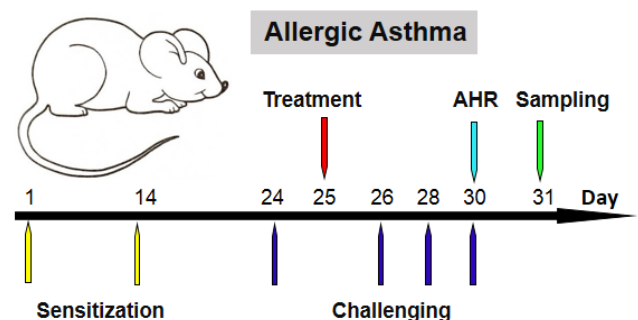 Allergic Asthma
Treatment AHR Sampling
1 14 24 25 26 28 30 31 Day
Sensitization Challenging